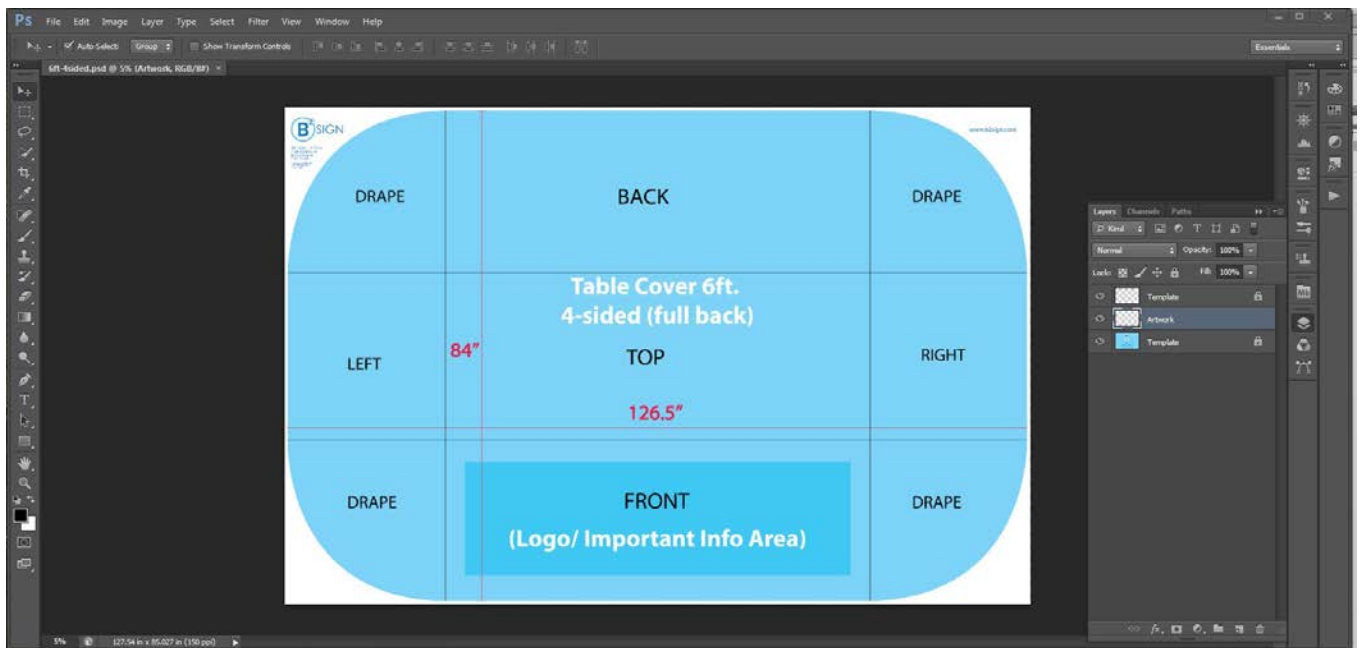 Ps File Edit Image Layer Type Select Filter View Window Help
Auto-Select: Group Show Transform Controls Essentials
6ft-4sided.psd @ 5% (Artwork, RGB/8#) ×
B SIGN
DRAPE BACK DRAPE
Table Cover 6ft.
4-sided (full back)
LEFT 84” TOP RIGHT
126.5”
DRAPE FRONT DRAPE
(Logo/ Important Info Area)
Layers Channels Paths
Kind
Normal Opacity: 100%
Lock: Fill: 100%
Template
Artwork
Template
5% 127.54 in x 85.027 in (150 ppi)